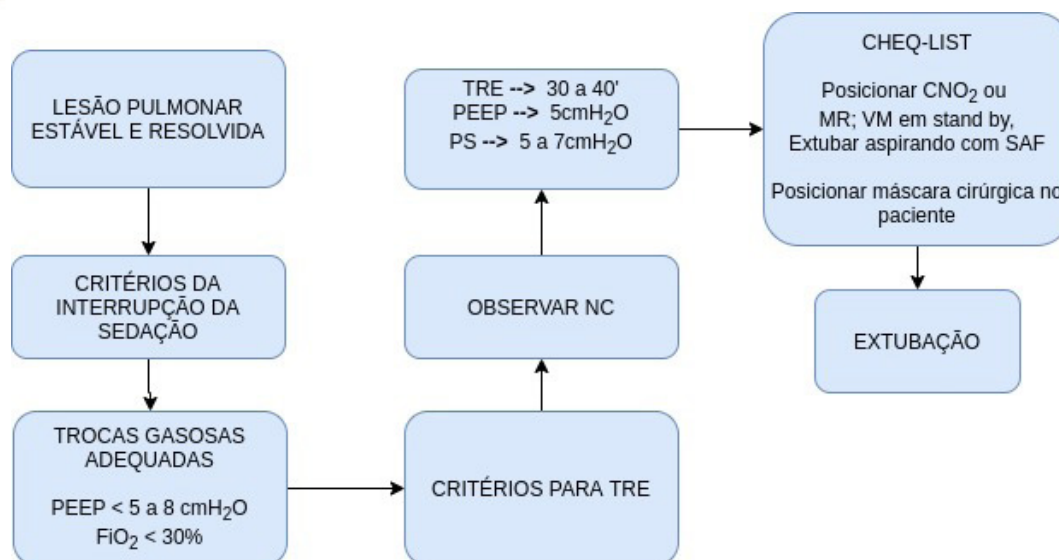 LESÃO PULMONAR
ESTÁVEL E RESOLVIDA
CRITÉRIOS DA
INTERRUPÇÃO DA
SEDAÇÃO
TROCAS GASOSAS
ADEQUADAS
PEEP < 5 a 8 cmH₂O
FiO₂ < 30%
CRITÉRIOS PARA TRE
OBSERVAR NC
TRE --> 30 a 40'
PEEP --> 5cmH₂O
PS --> 5 a 7cmH₂O
CHEQ-LIST
Posicionar CNO₂ ou
MR; VM em stand by,
Extubar aspirando com SAF
Posicionar máscara cirúrgica no
paciente
EXTUBAÇÃO